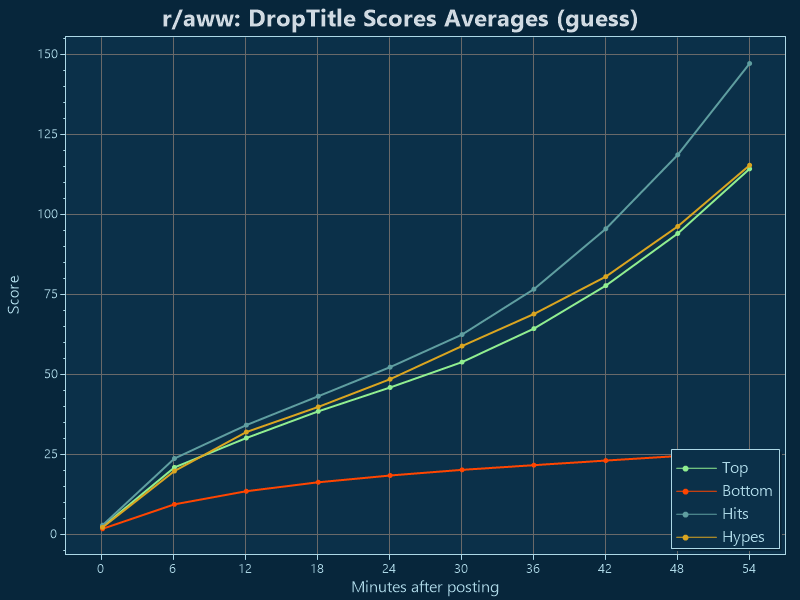 r/aww: DropTitle Scores Averages (guess)
150
125
100
75
50
25
0
Score
0 6 12 18 24 30 36 42 48 54
Minutes after posting
Top
Bottom
Hits
Hypes